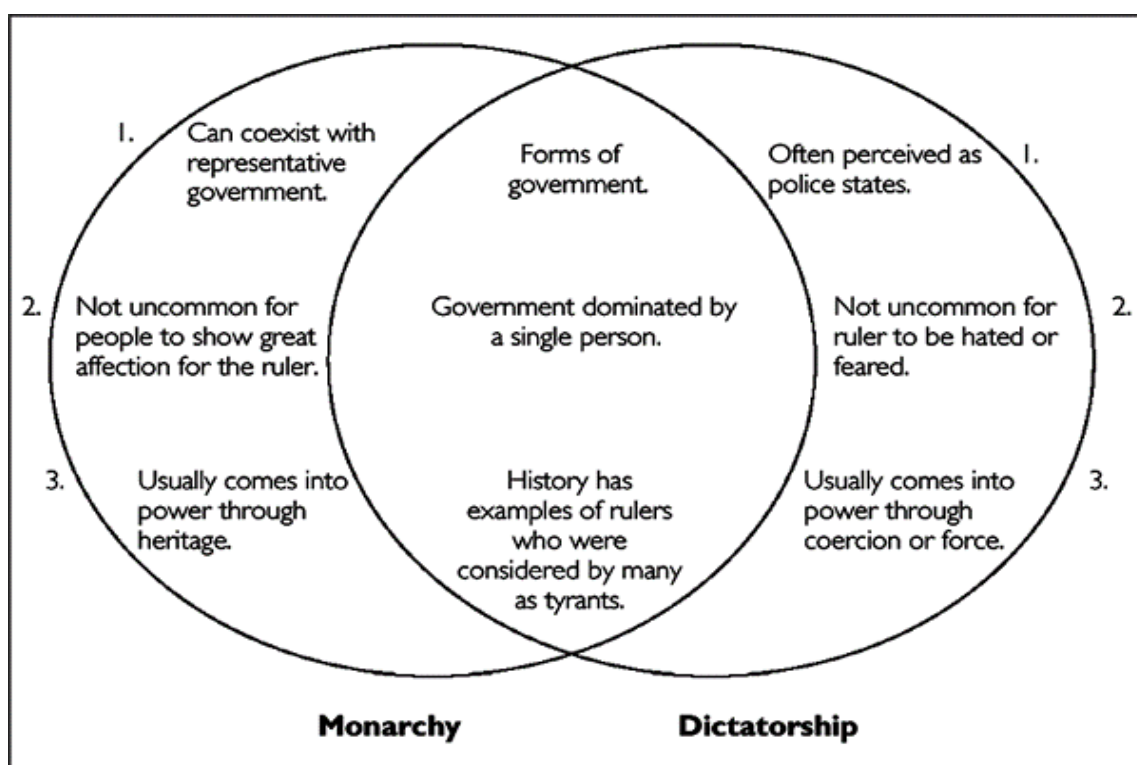 1. Can coexist with
representative
government.
Forms of
government.
Often perceived as 1.
police states.
2. Not uncommon for
people to show great
affection for the ruler.
Government dominated by
a single person.
Not uncommon for 2.
ruler to be hated or
feared.
3. Usually comes into
power through
heritage.
History has
examples of rulers
who were
considered by many
as tyrants.
Usually comes into 3.
power through
coercion or force.
Monarchy
Dictatorship